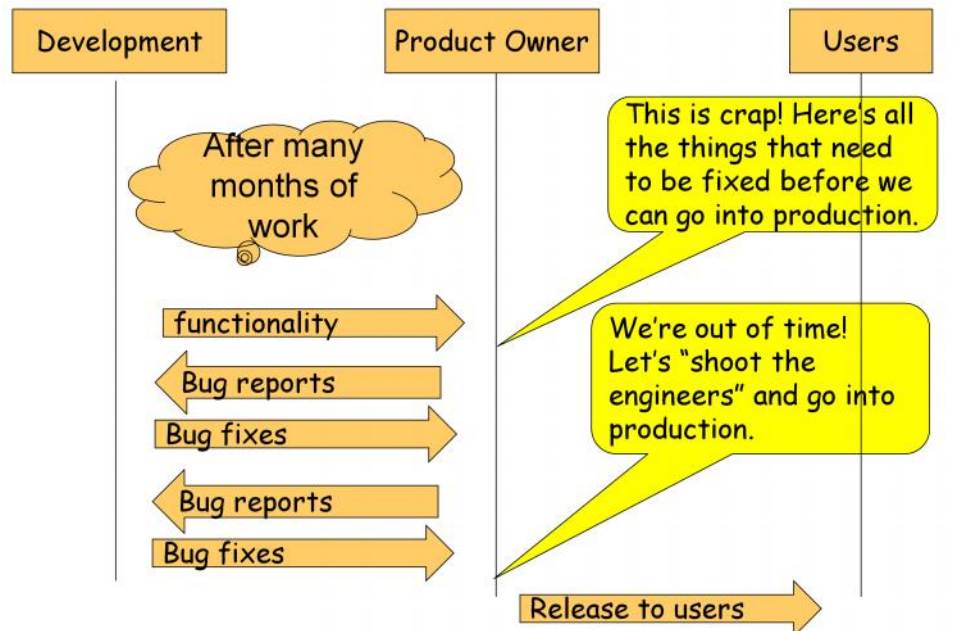 Development
Product Owner
Users
After many
months of
work
This is crap! Here's all
the things that need
to be fixed before we
can go into production.
functionality
Bug reports
Bug fixes
We're out of time!
Let's “shoot the
engineers” and go into
production.
Bug reports
Bug fixes
Release to users